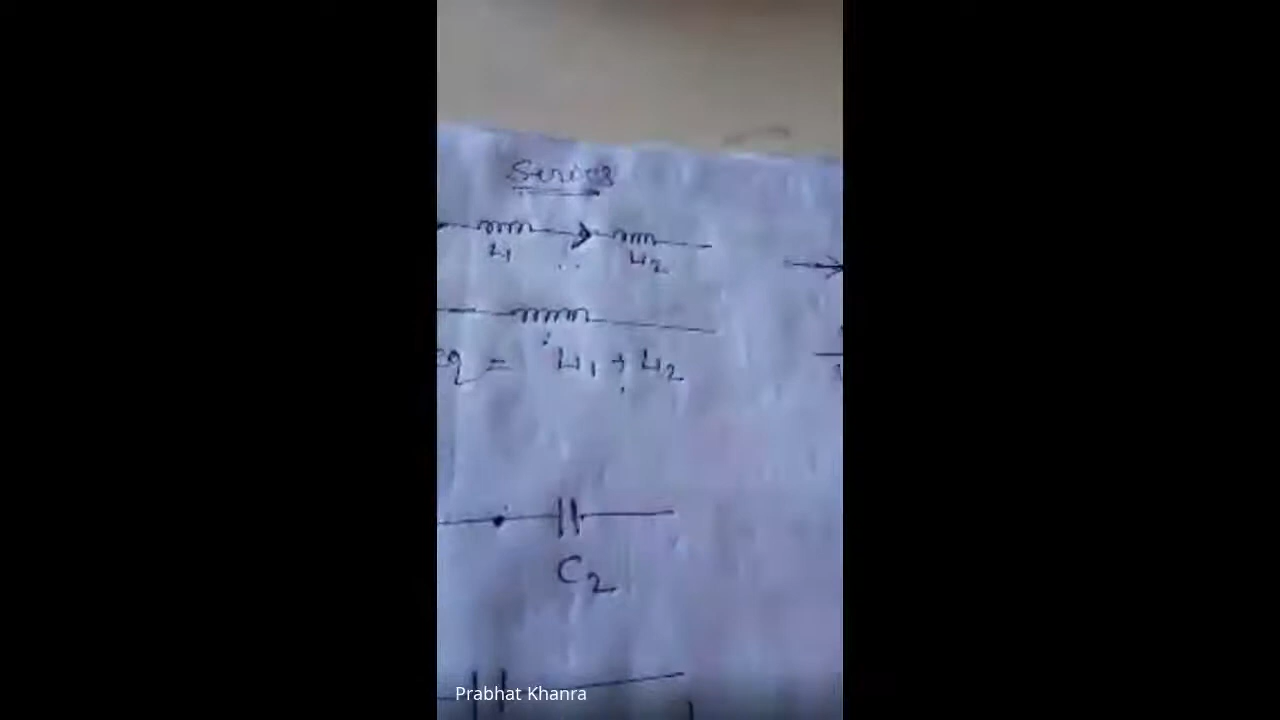 Series
L1 L2
eq = L1 + L2
C2
Prabhat Khanra